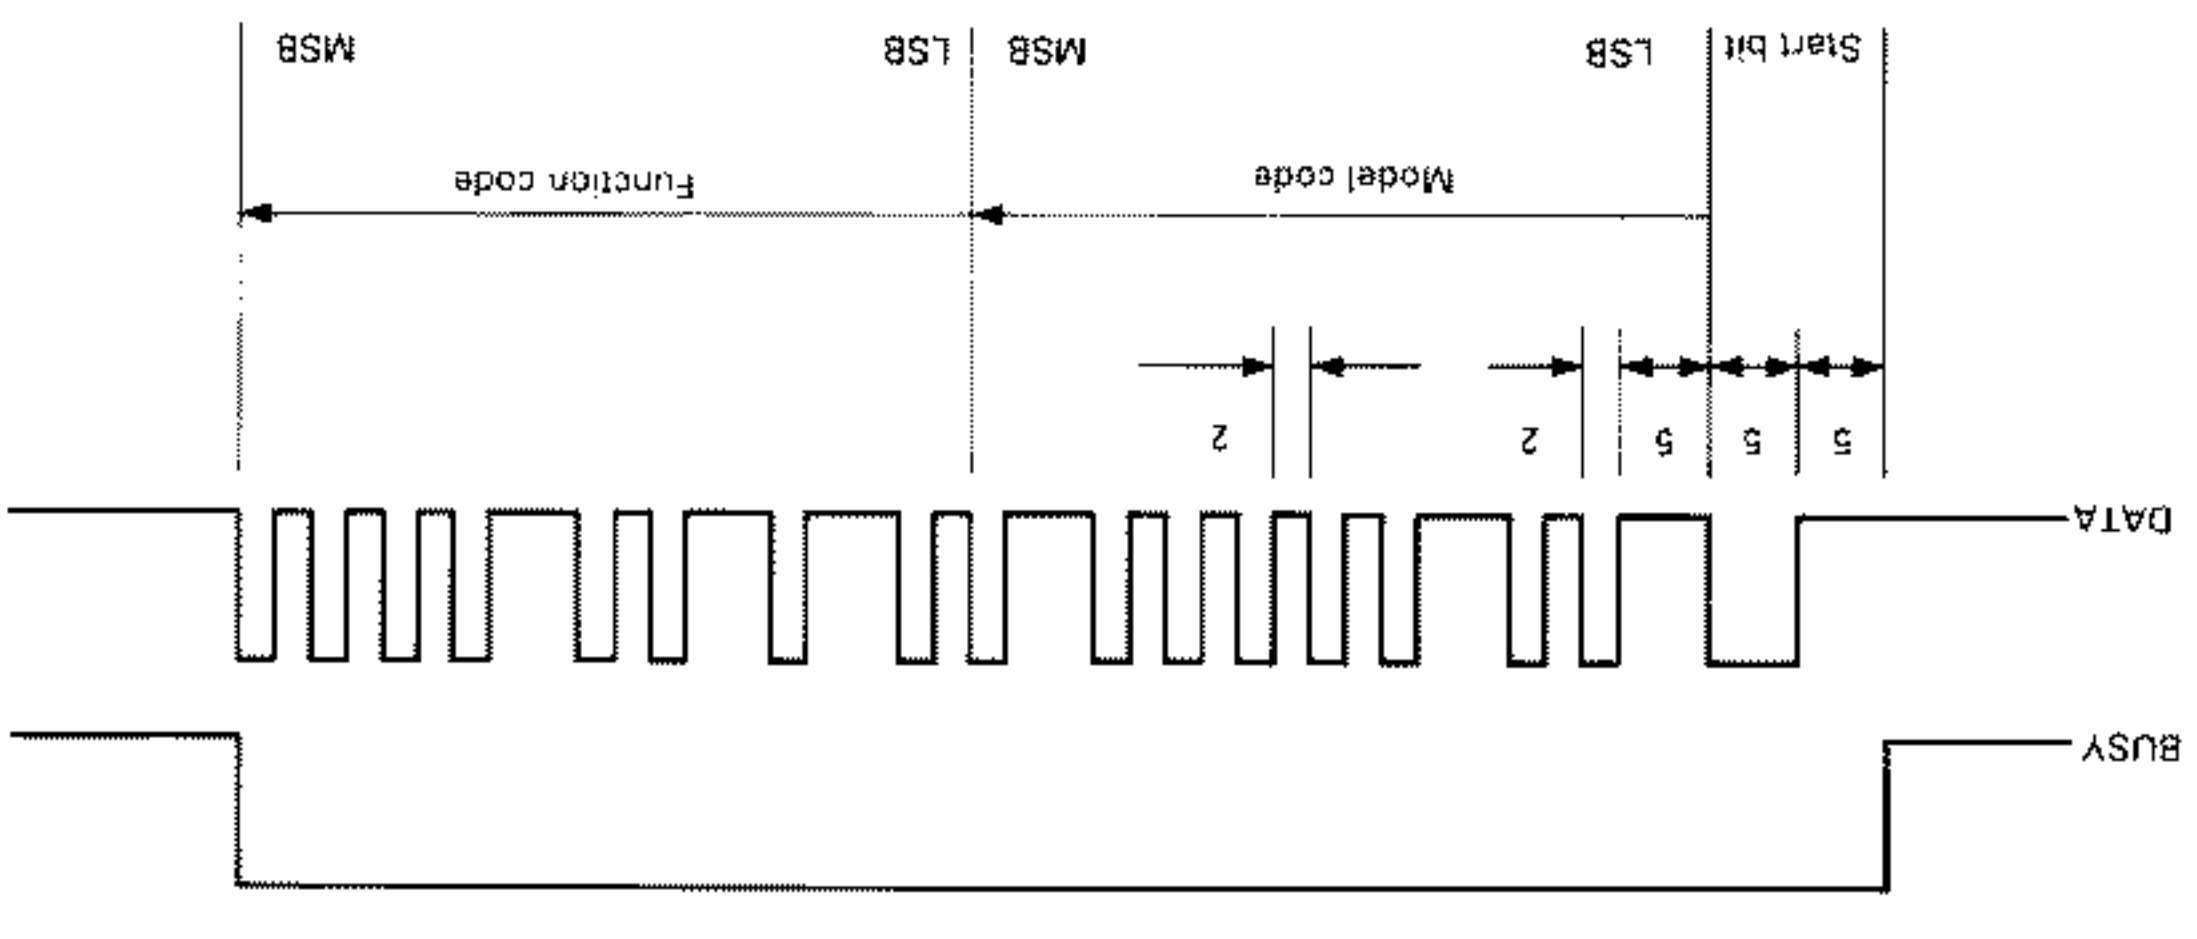 BUSY
DATA
5 5 5 2 2
Model code Function code
Start bit LSB MSB LSB MSB